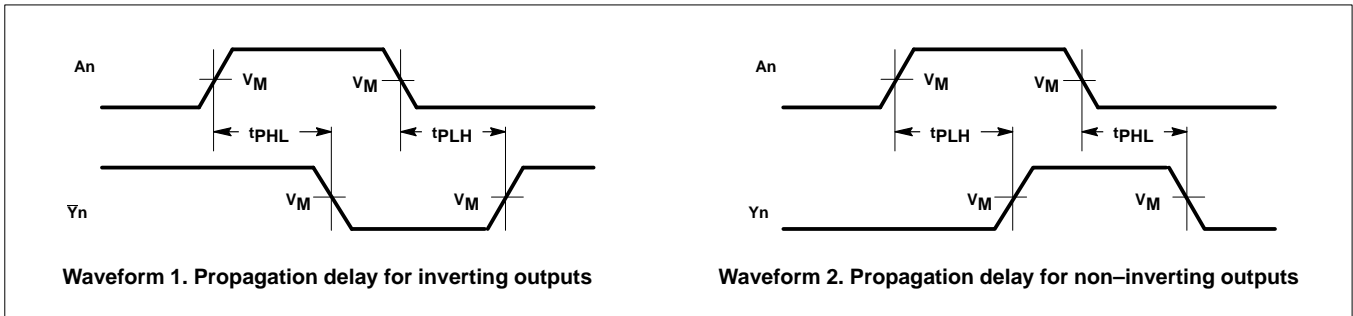 An
VM
VM
tPHL
tPLH
Y̅n
VM
VM
Waveform 1. Propagation delay for inverting outputs
An
VM
VM
tPLH
tPHL
Yn
VM
VM
Waveform 2. Propagation delay for non–inverting outputs